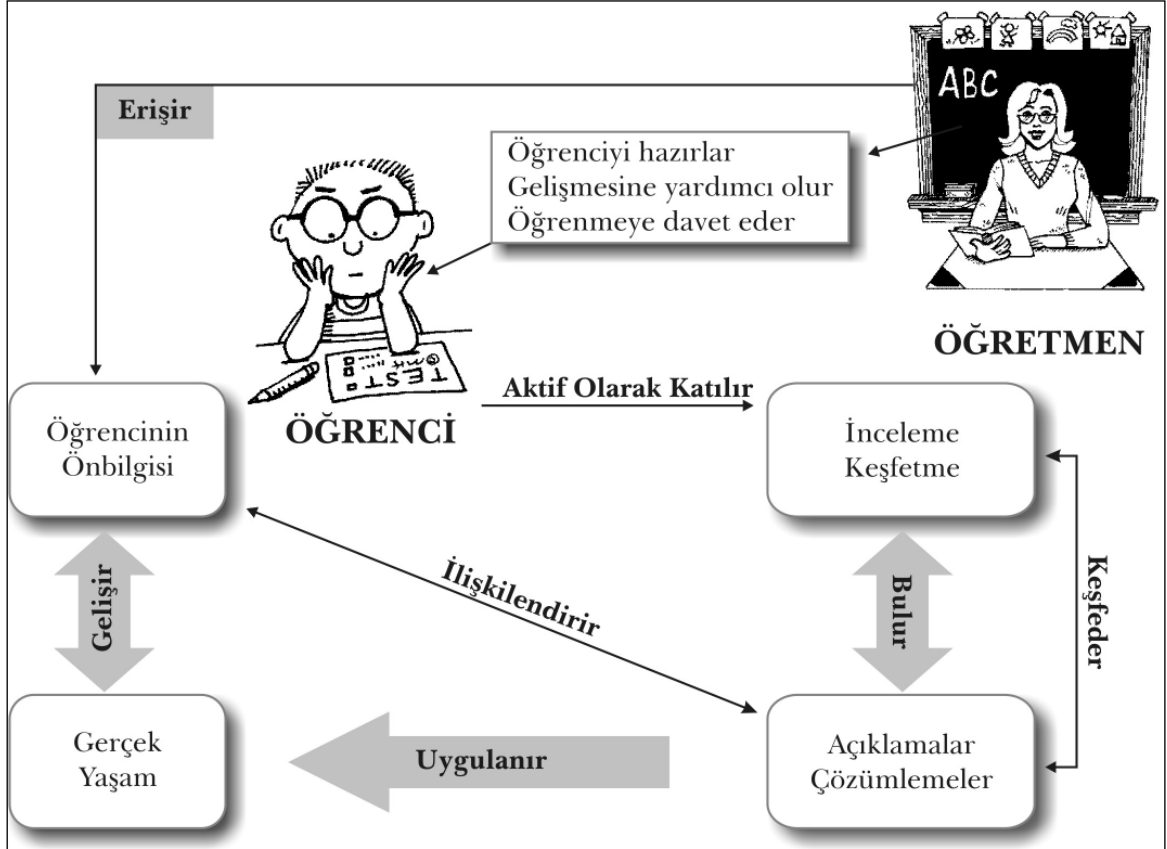 ABC
Erişir
Öğrenciyi hazırlar
Gelişmesine yardımcı olur
Öğrenmeye davet eder
ÖĞRETMEN
TEST
ÖĞRENCİ
Aktif Olarak Katılır
Öğrencinin
Önbilgisi
İnceleme
Keşfetme
İlişkilendirir
Gelişir
Bulur
Keşfeder
Gerçek
Yaşam
Uygulanır
Açıklamalar
Çözümlemeler